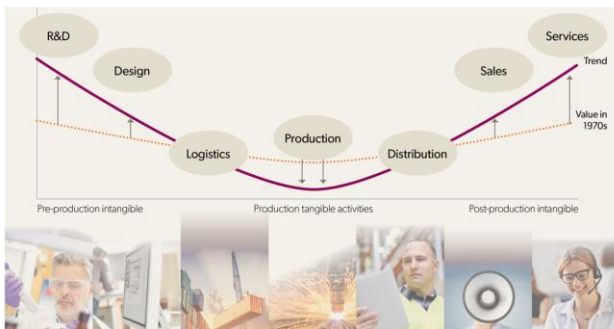 R&D
Services
Design
Sales
Trend
Value in
1970s
Production
Logistics
Distribution
Pre-production intangible
Production tangible activities
Post-production intangible